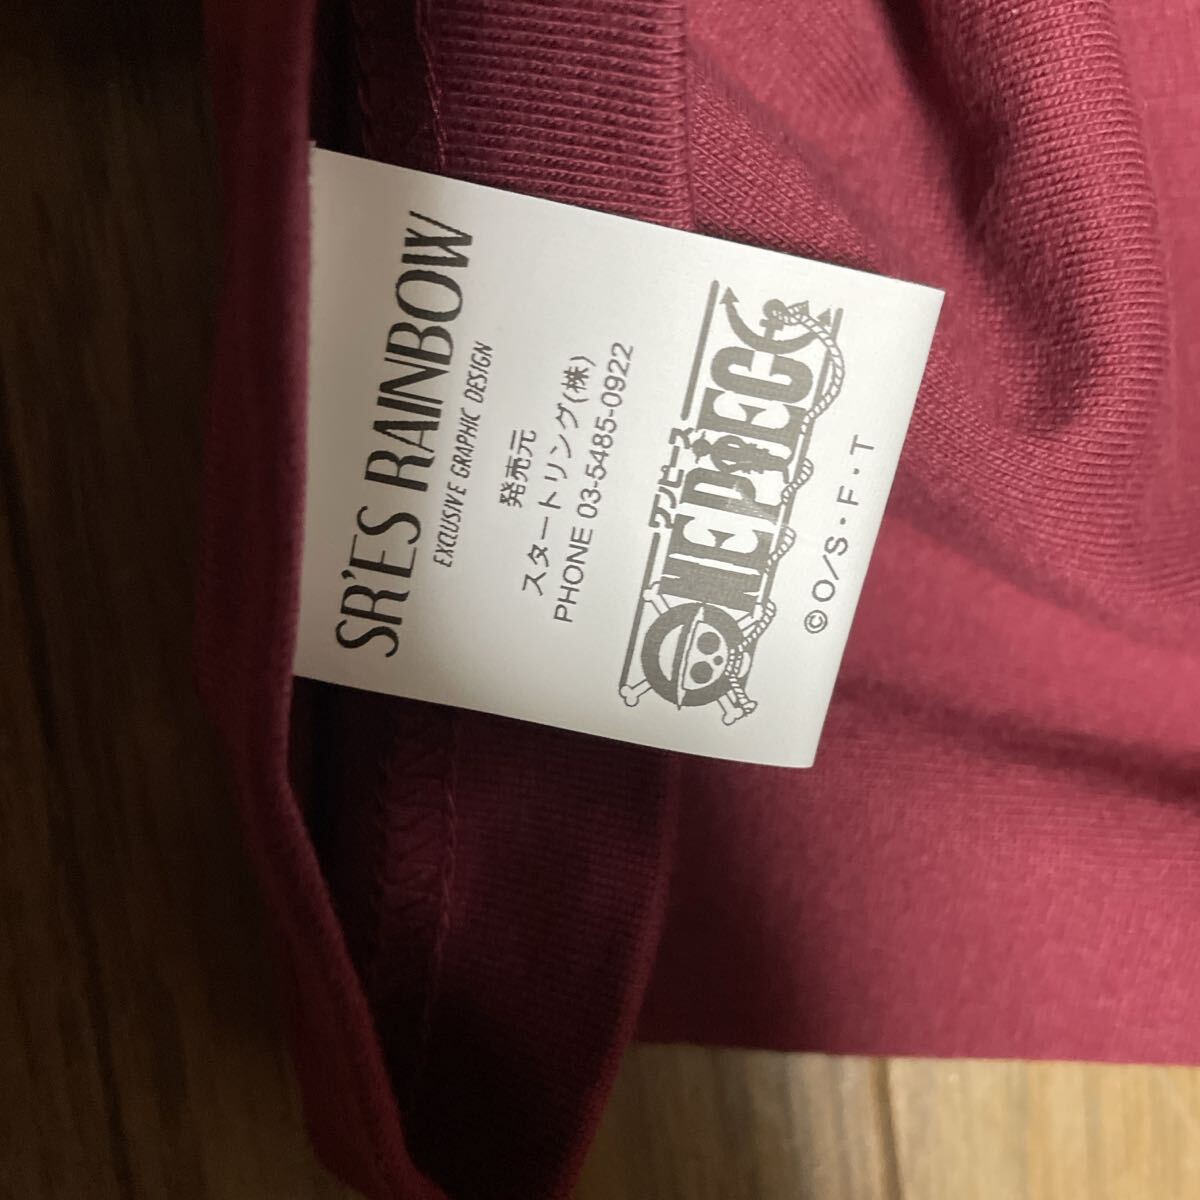 SR'ES RAINBOW
EXCLUSIVE GRAPHIC DESIGN
発売元
スタートリング(株)
PHONE 03-5485-0922
ワンピース
ONE PIECE
©O/S・F・T